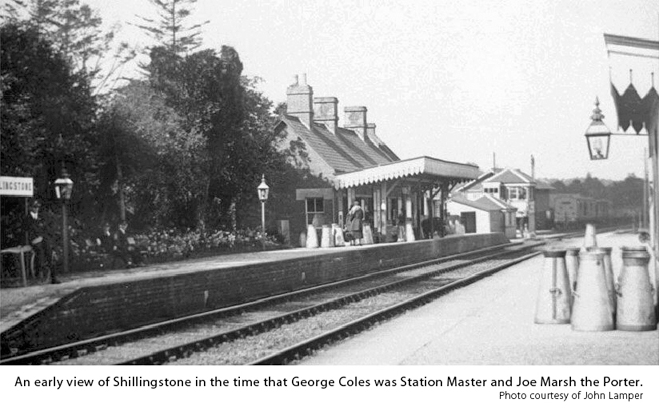 LINGSTONE
An early view of Shillingstone in the time that George Coles was Station Master and Joe Marsh the Porter.
Photo courtesy of John Lamper